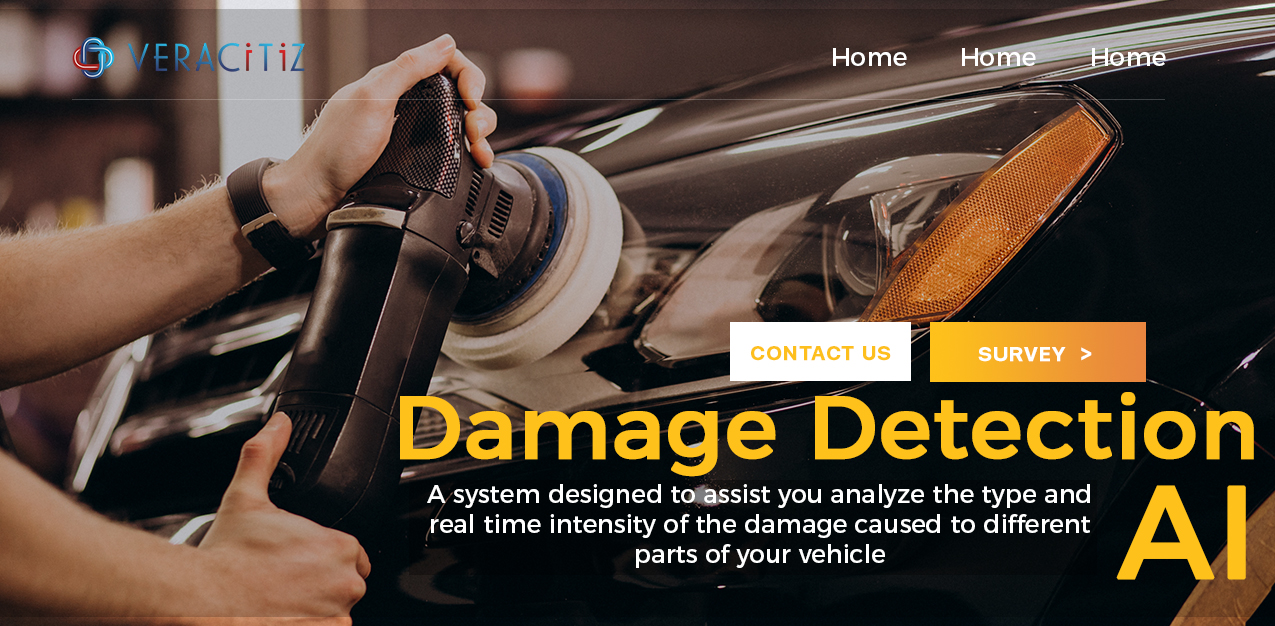 VERACiTiZ
Home Home Home
CONTACT US
SURVEY >
Damage Detection
AI
A system designed to assist you analyze the type and
real time intensity of the damage caused to different
parts of your vehicle